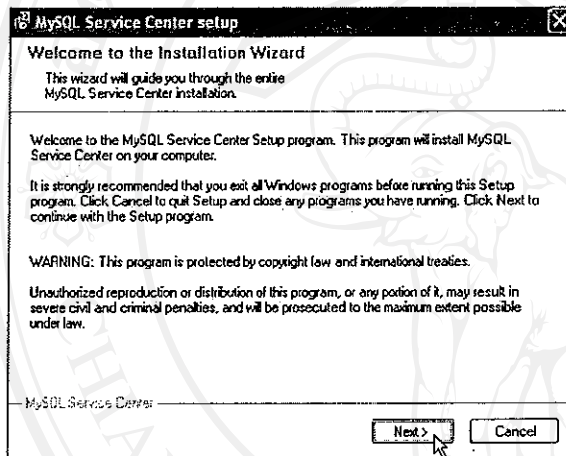 MySQL Service Center setup
Welcome to the Installation Wizard
This wizard will guide you through the entire
MySQL Service Center installation.
Welcome to the MySQL Service Center Setup program. This program will install MySQL
Service Center on your computer.
It is strongly recommended that you exit all Windows programs before running this Setup
program. Click Cancel to quit Setup and close any programs you have running. Click Next to
continue with the Setup program.
WARNING: This program is protected by copyright law and international treaties.
Unauthorized reproduction or distribution of this program, or any portion of it, may result in
severe civil and criminal penalties, and will be prosecuted to the maximum extent possible
under law.
MySQL Service Center
Next > Cancel